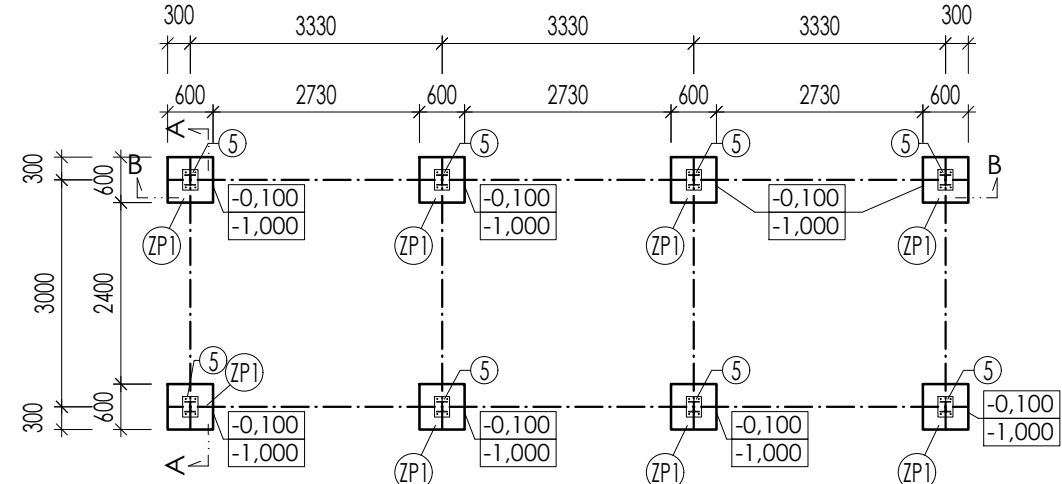 300 3330 3330 3330 300
600 2730 600 2730 600 2730 600
A 5 5 5 5
300 600 B B
-0,100 -0,100 -0,100
-1,000 -1,000 -1,000
ZP1 ZP1 ZP1 ZP1
3000 2400
5 ZP1 5 5 5
300 600
-0,100 -0,100 -0,100 -0,100
-1,000 -1,000 -1,000 -1,000
A ZP1 ZP1 ZP1